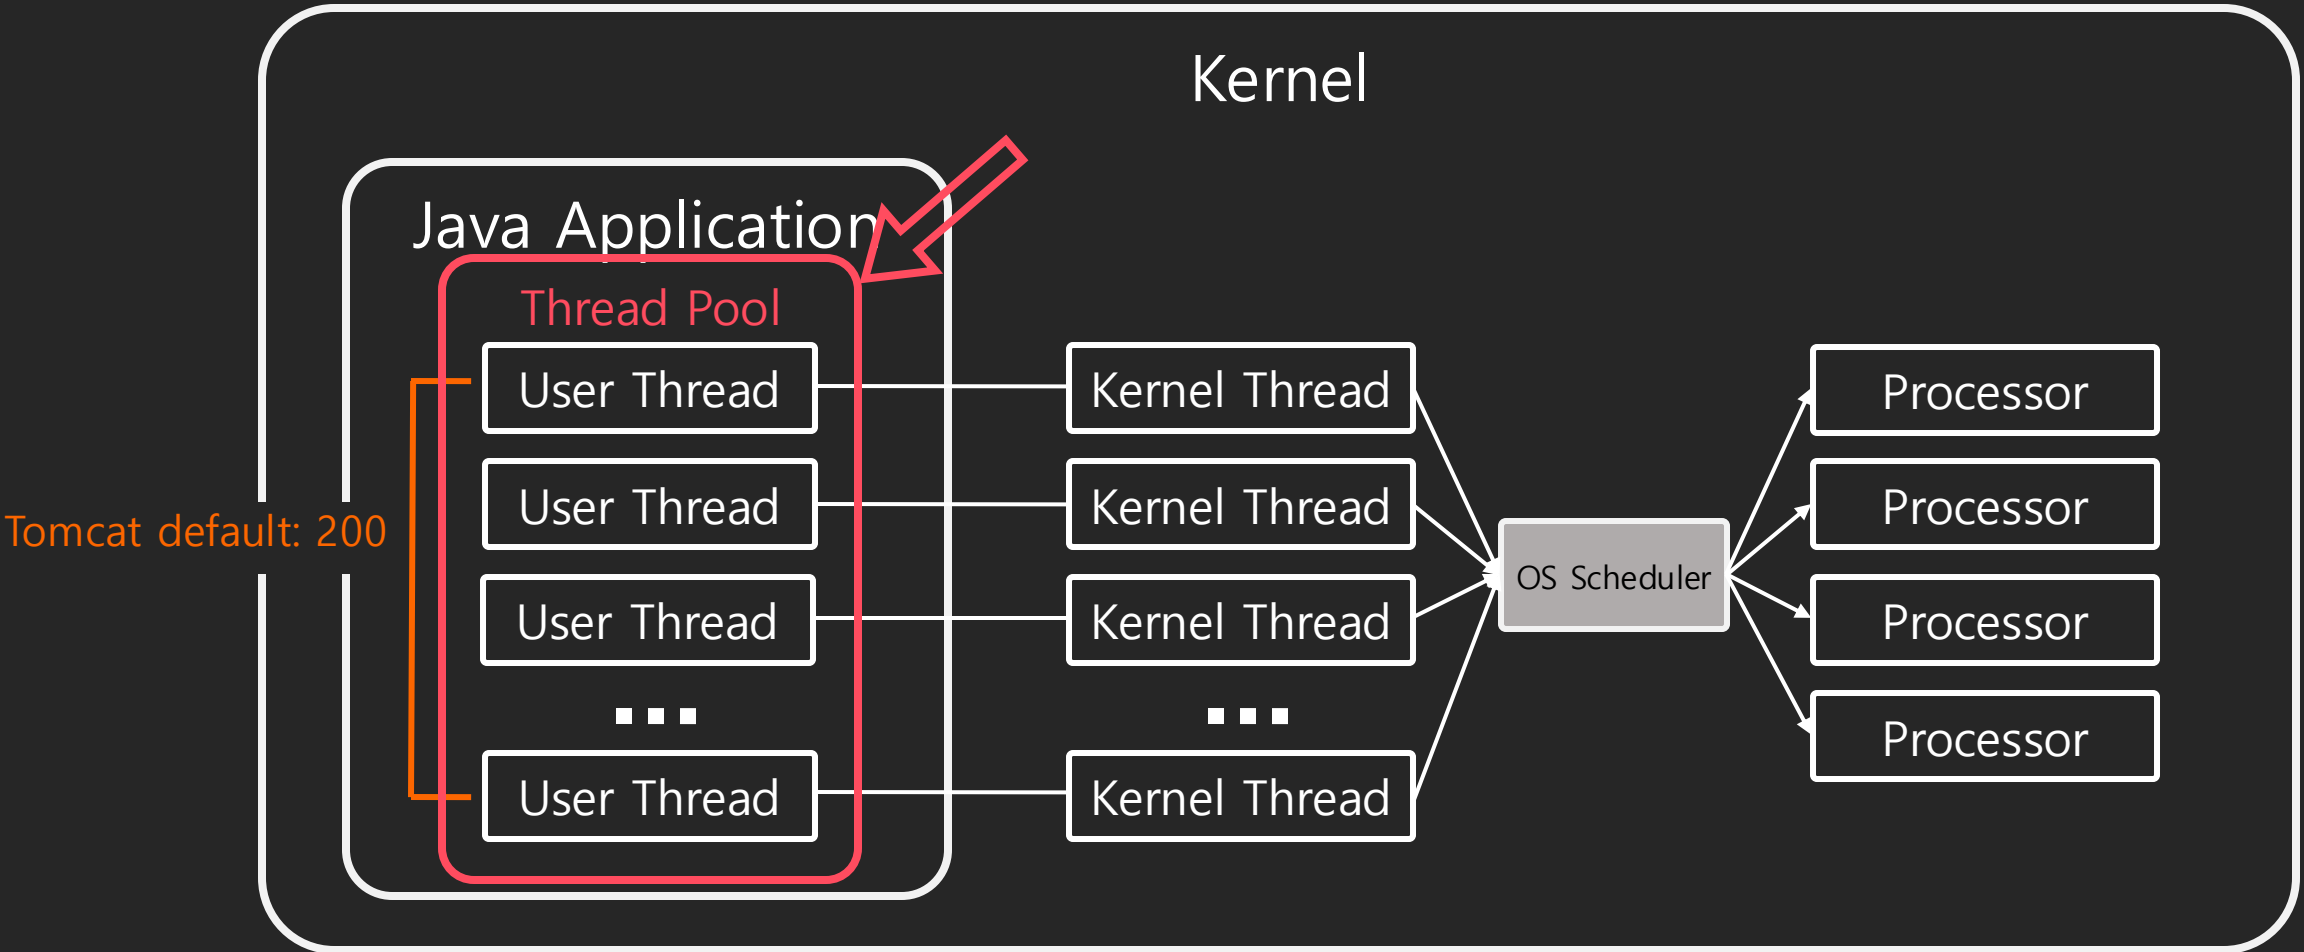 Kernel
Java Application
Thread Pool
User Thread
Kernel Thread
Processor
User Thread
Kernel Thread
Processor
Tomcat default: 200
OS Scheduler
User Thread
Kernel Thread
Processor
...
...
Processor
User Thread
Kernel Thread